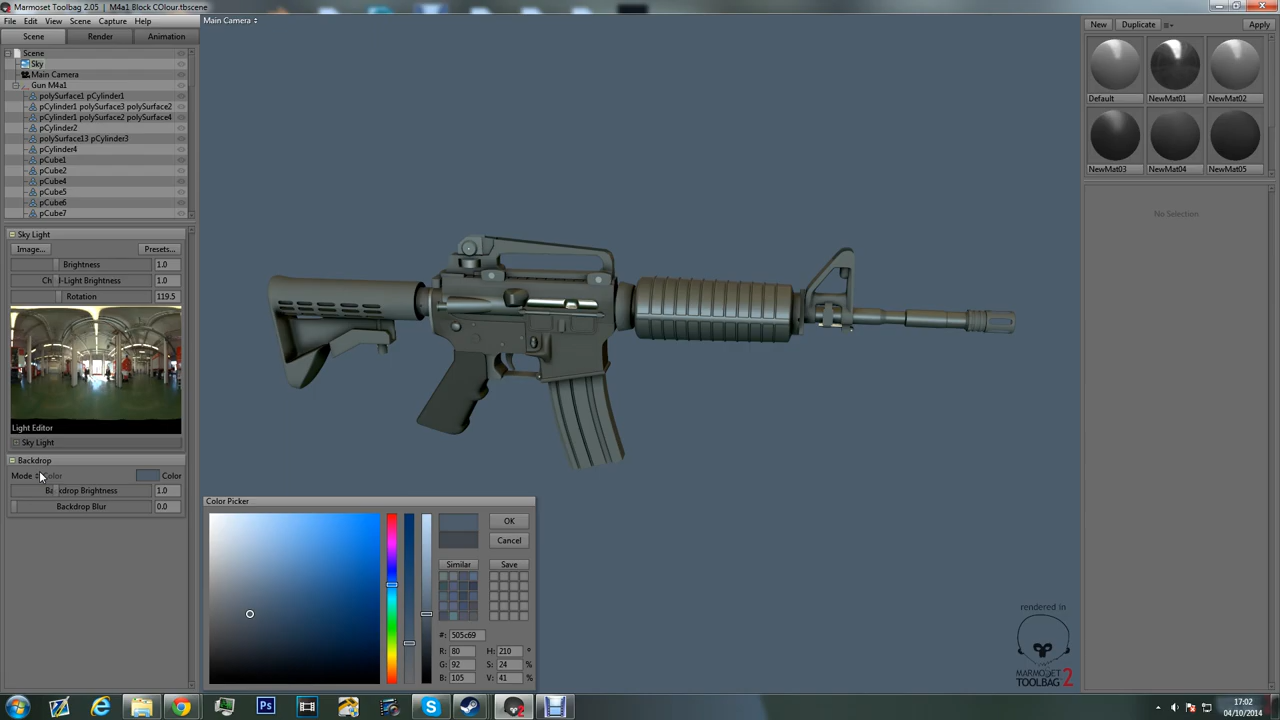 Marmoset Toolbag 2.05 | M4a1 Block COlour.tbscene
File Edit View Scene Capture Help
Main Camera
New Duplicate Apply
Scene Render Animation
Scene
Sky
Main Camera
Gun M4a1
polySurface1 pCylinder1
pCylinder1 polySurface3 polySurface2
pCylinder1 polySurface2 polySurface4
pCylinder2
polySurface13 pCylinder3
pCylinder4
pCube1
pCube2
pCube4
pCube5
pCube6
pCube7
Default NewMat01 NewMat02
NewMat03 NewMat04 NewMat05
No Selection
Sky Light
Image... Presets...
Brightness 1.0
Ch l-Light Brightness 1.0
Rotation 119.5
Light Editor
Sky Light
Backdrop
Mode Color Color
Backdrop Brightness 1.0
Backdrop Blur 0.0
Color Picker
OK
Cancel
Similar Save
#: 505c69
R: 80 H: 210 °
G: 92 S: 24 %
B: 105 V: 41 %
rendered in
MARMOSET
TOOLBAG 2
Ps
17:02
04/10/2014